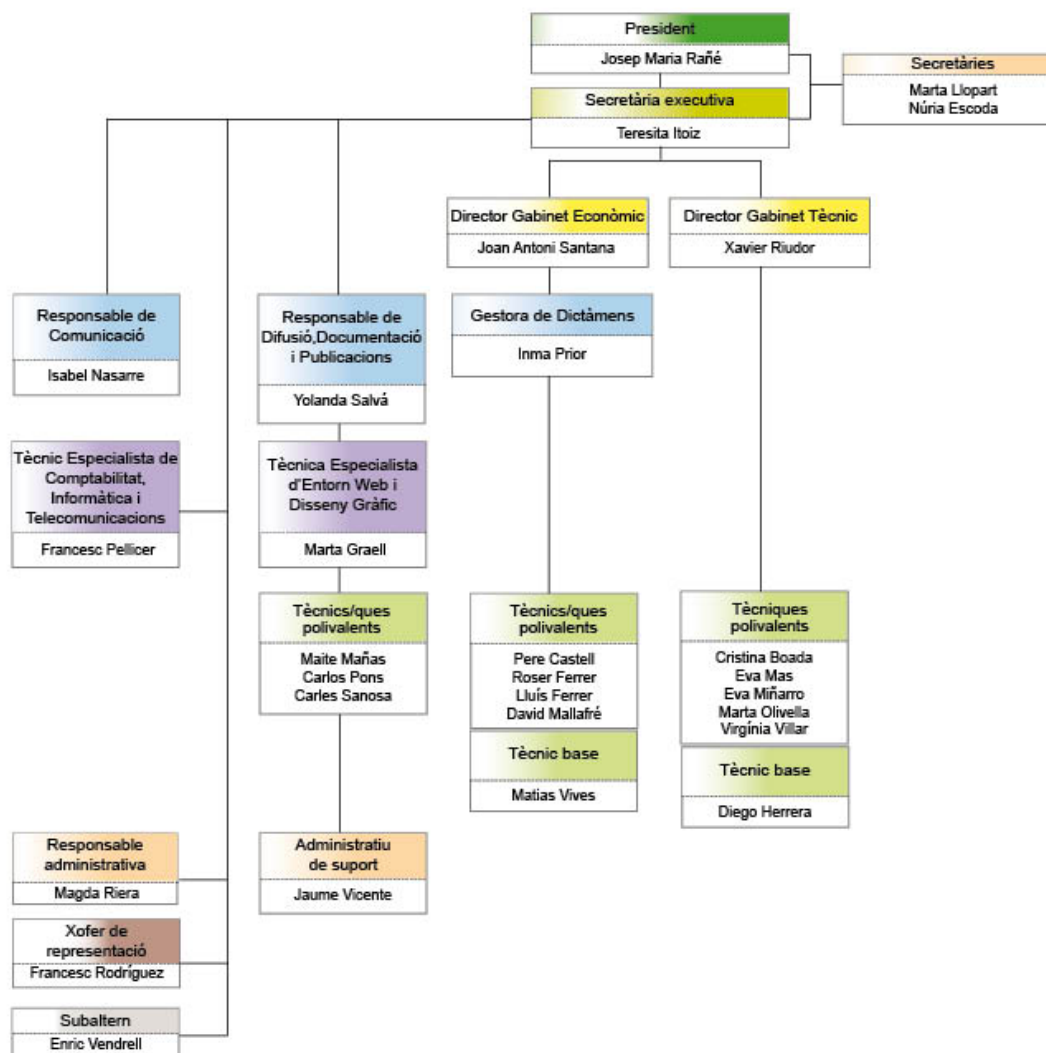 President
Josep Maria Rañé
Secretàries
Marta Llopart
Núria Escoda
Secretària executiva
Teresita Itoiz
Director Gabinet Econòmic
Joan Antoni Santana
Director Gabinet Tècnic
Xavier Riudor
Responsable de
Comunicació
Isabel Nasarre
Responsable de
Difusió,Documentació
i Publicacions
Yolanda Salvá
Gestora de Dictàmens
Inma Prior
Tècnic Especialista de
Comptabilitat,
Informàtica i
Telecomunicacions
Francesc Pellicer
Tècnica Especialista
d'Entorn Web i
Disseny Gràfic
Marta Graell
Tècnics/ques
polivalents
Maite Mañas
Carlos Pons
Carles Sanosa
Tècnics/ques
polivalents
Pere Castell
Roser Ferrer
Lluís Ferrer
David Mallafré
Tècnic base
Matias Vives
Tècniques
polivalents
Cristina Boada
Eva Mas
Eva Miñarro
Marta Olivella
Virgínia Villar
Tècnic base
Diego Herrera
Responsable
administrativa
Magda Riera
Administratiu
de suport
Jaume Vicente
Xofer de
representació
Francesc Rodríguez
Subaltern
Enric Vendrell